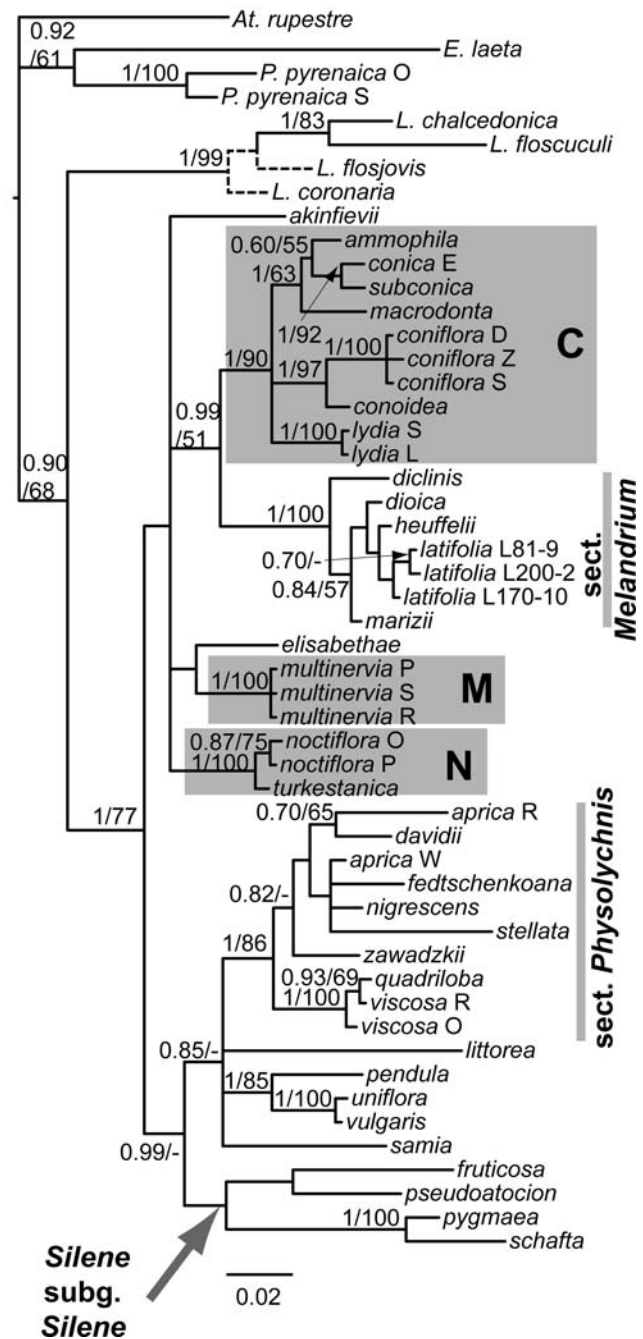 At. rupestre
0.92
/61
E. laeta
1/100
P. pyrenaica O
P. pyrenaica S
1/83
L. chalcedonica
L. floscuculi
1/99
L. flosjovis
L. coronaria
akinfievii
0.60/55
ammophila
1/63
conica E
subconica
macrodonta
1/92
1/100
coniflora D
C
1/90
1/97
coniflora Z
coniflora S
0.99
/51
conoidea
1/100
lydia S
lydia L
0.90
/68
diclinis
1/100
dioica
heuffelii
0.70/-
latifolia L81-9
latifolia L200-2
0.84/57
latifolia L170-10
marizii
sect.
Melandrium
elisabethae
1/100
multinervia P
multinervia S
M
multinervia R
0.87/75
noctiflora O
1/100
noctiflora P
N
turkestanica
1/77
0.70/65
aprica R
davidii
aprica W
0.82/-
fedtschenkoana
nigrescens
stellata
1/86
zawadzkii
0.93/69
quadriloba
1/100
viscosa R
viscosa O
sect. Physolychnis
0.85/-
littorea
1/85
pendula
1/100
uniflora
vulgaris
0.99/-
samia
fruticosa
pseudoatocion
1/100
pygmaea
schafta
Silene
subg.
Silene
0.02